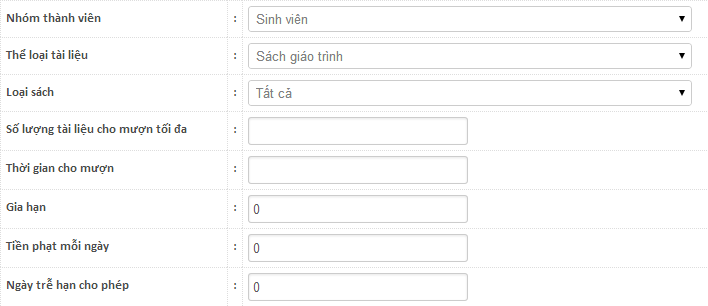 Nhóm thành viên : Sinh viên
Thể loại tài liệu : Sách giáo trình
Loại sách : Tất cả
Số lượng tài liệu cho mượn tối đa :
Thời gian cho mượn :
Gia hạn : 0
Tiền phạt mỗi ngày : 0
Ngày trễ hạn cho phép : 0